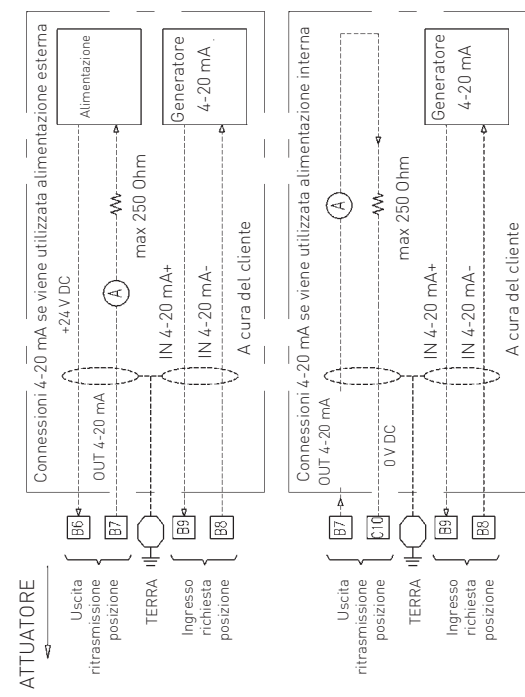 ATTUATORE
Connessioni 4-20 mA se viene utilizzata alimentazione esterna
Uscita
ritrasmissione
posizione
B6
B7
+24 V DC
OUT 4-20 mA
A
max 250 Ohm
Alimentazione
TERRA
Ingresso
richiesta
posizione
B9
B8
IN 4-20 mA+
IN 4-20 mA-
Generatore
4-20 mA
A cura del cliente
Connessioni 4-20 mA se viene utilizzata alimentazione interna
Uscita
ritrasmissione
posizione
B7
C10
OUT 4-20 mA
0 V DC
A
max 250 Ohm
TERRA
Ingresso
richiesta
posizione
B9
B8
IN 4-20 mA+
IN 4-20 mA-
Generatore
4-20 mA
A cura del cliente